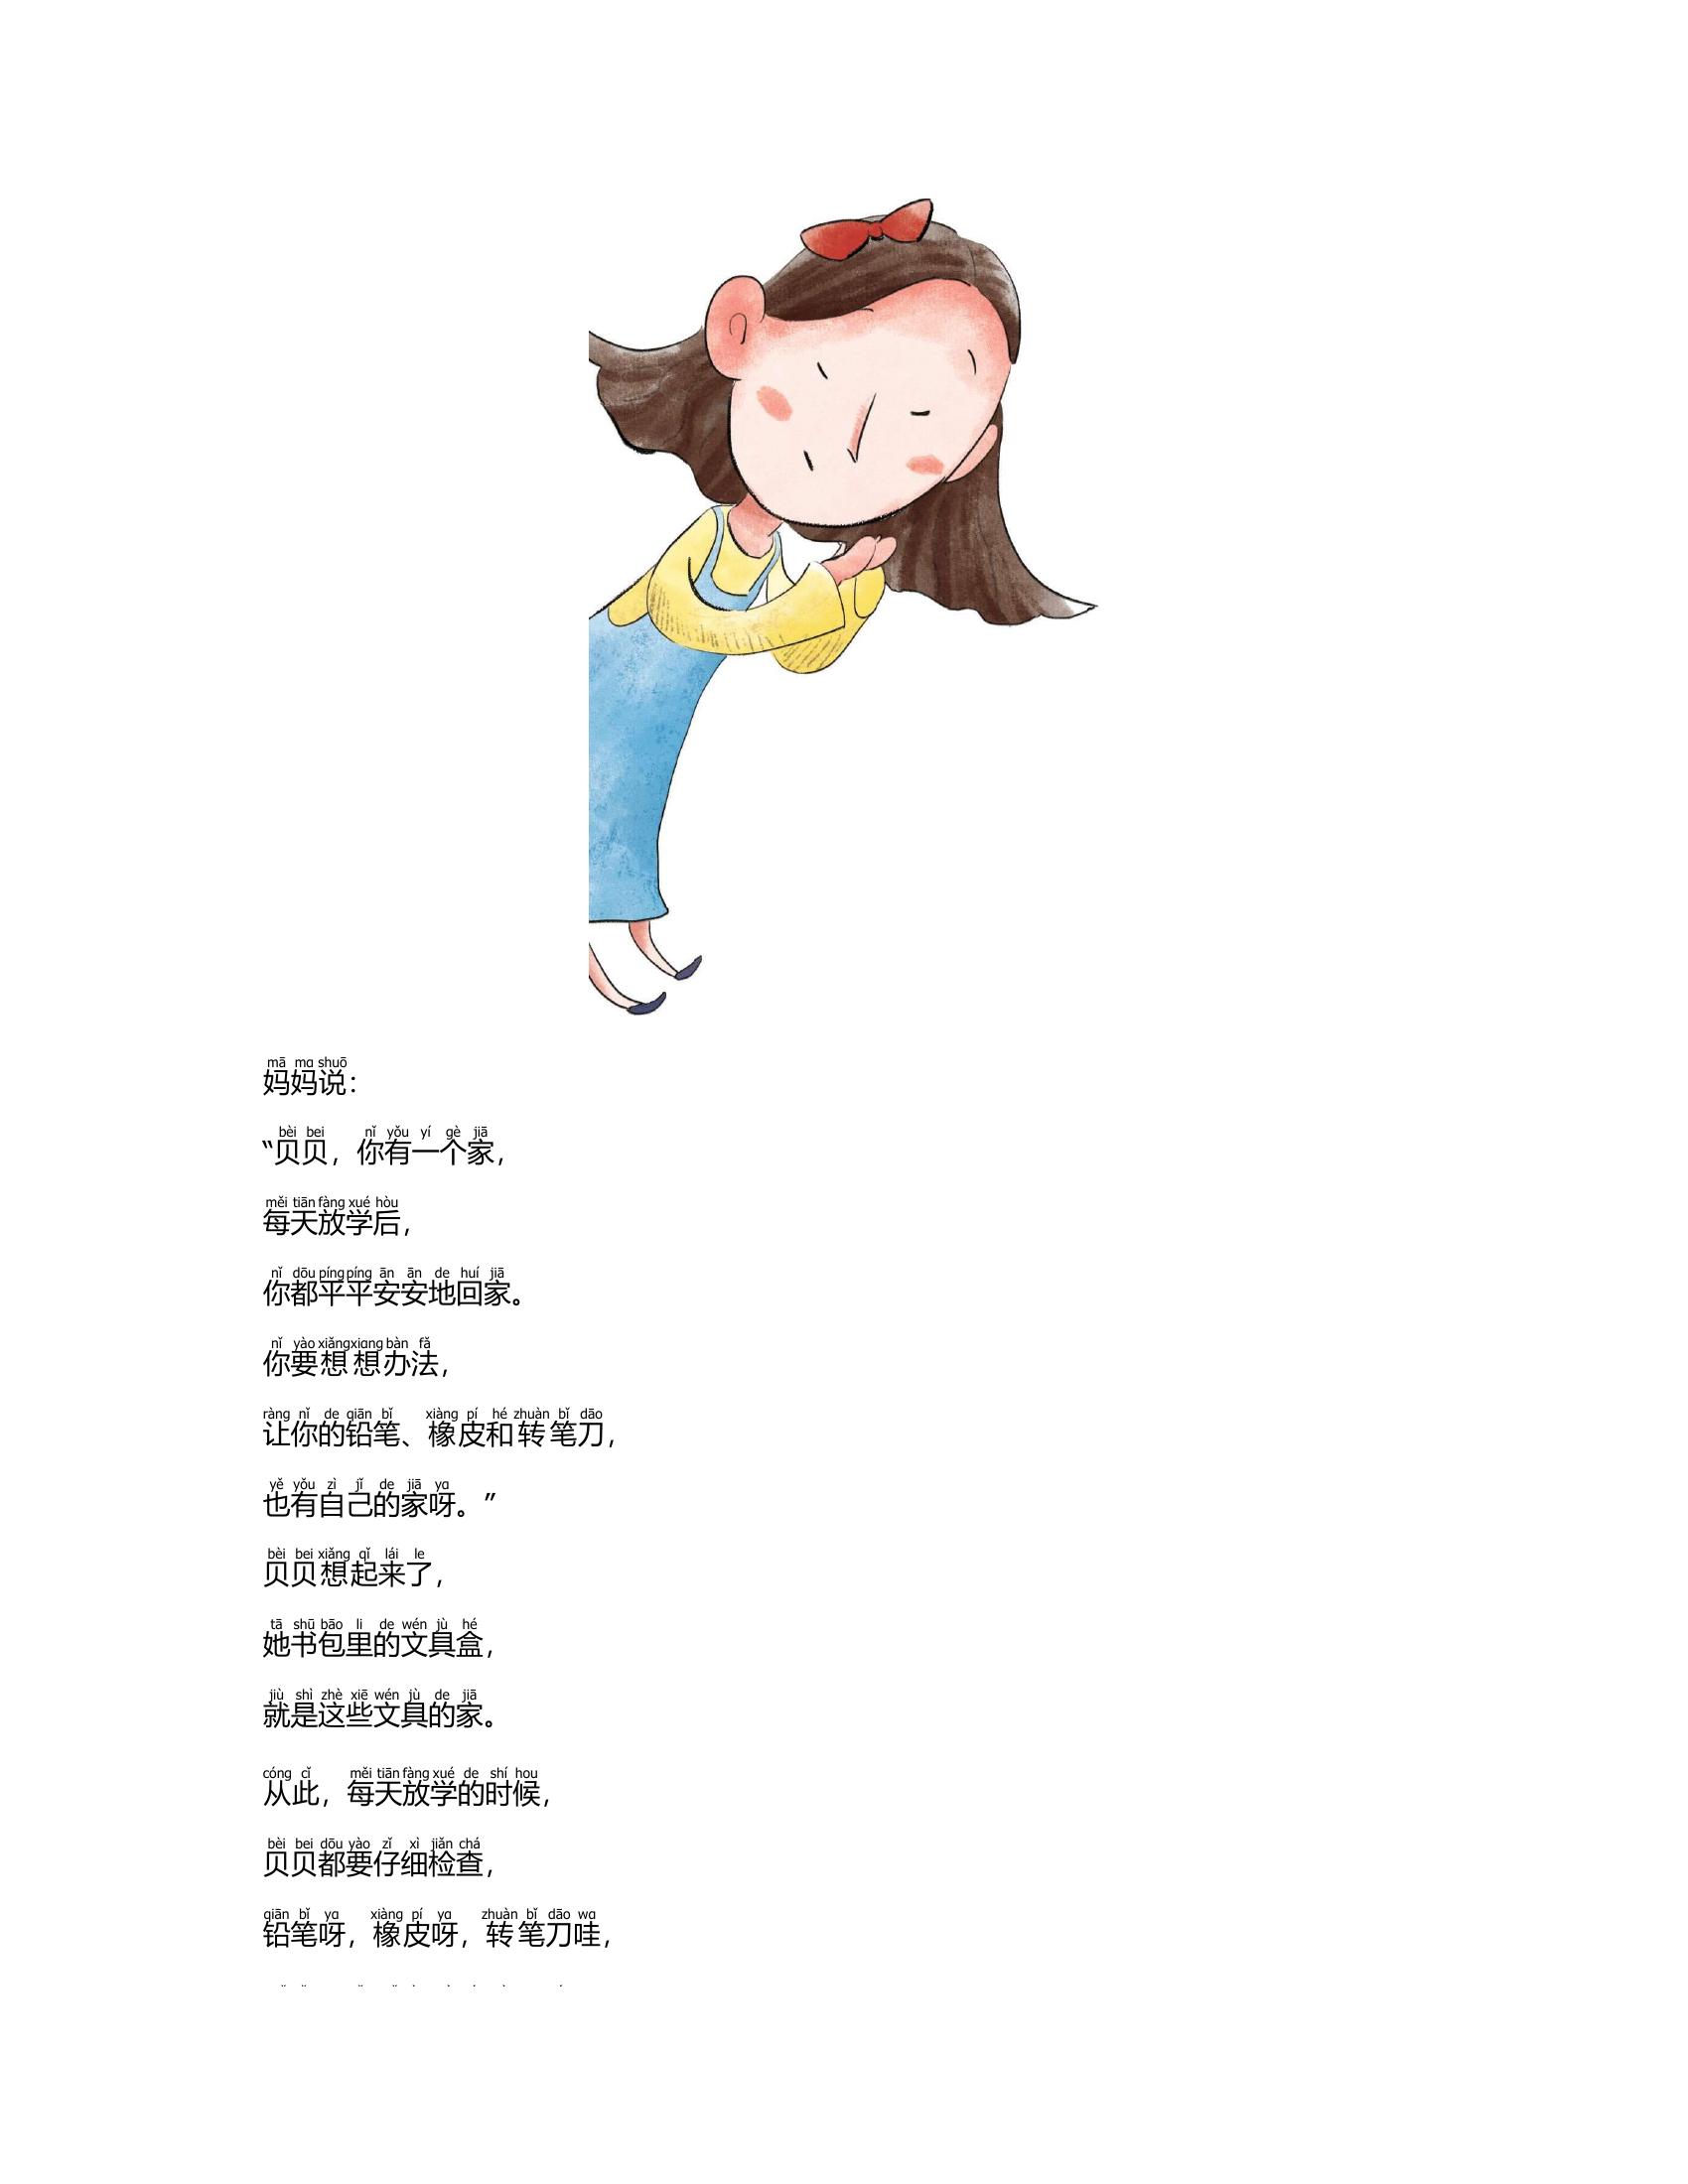 mā ma shuō
妈妈说：
bèi bei nǐ yǒu yí gè jiā
“贝贝，你有一个家，
měi tiān fàng xué hòu
每天放学后，
nǐ dōu píng píng ān ān de huí jiā
你都平平安安地回家。
nǐ yào xiǎng xiang bàn fǎ
你要想想办法，
ràng nǐ de qiān bǐ xiàng pí hé zhuàn bǐ dāo
让你的铅笔、橡皮和转笔刀，
yě yǒu zì jǐ de jiā ya
也有自己的家呀。”
bèi bei xiǎng qǐ lái le
贝贝想起来了，
tā shū bāo li de wén jù hé
她书包里的文具盒，
jiù shì zhè xiē wén jù de jiā
就是这些文具的家。
cóng cǐ měi tiān fàng xué de shí hou
从此，每天放学的时候，
bèi bei dōu yào zǐ xì jiǎn chá
贝贝都要仔细检查，
qiān bǐ ya xiàng pí ya zhuàn bǐ dāo wa
铅笔呀，橡皮呀，转笔刀哇，